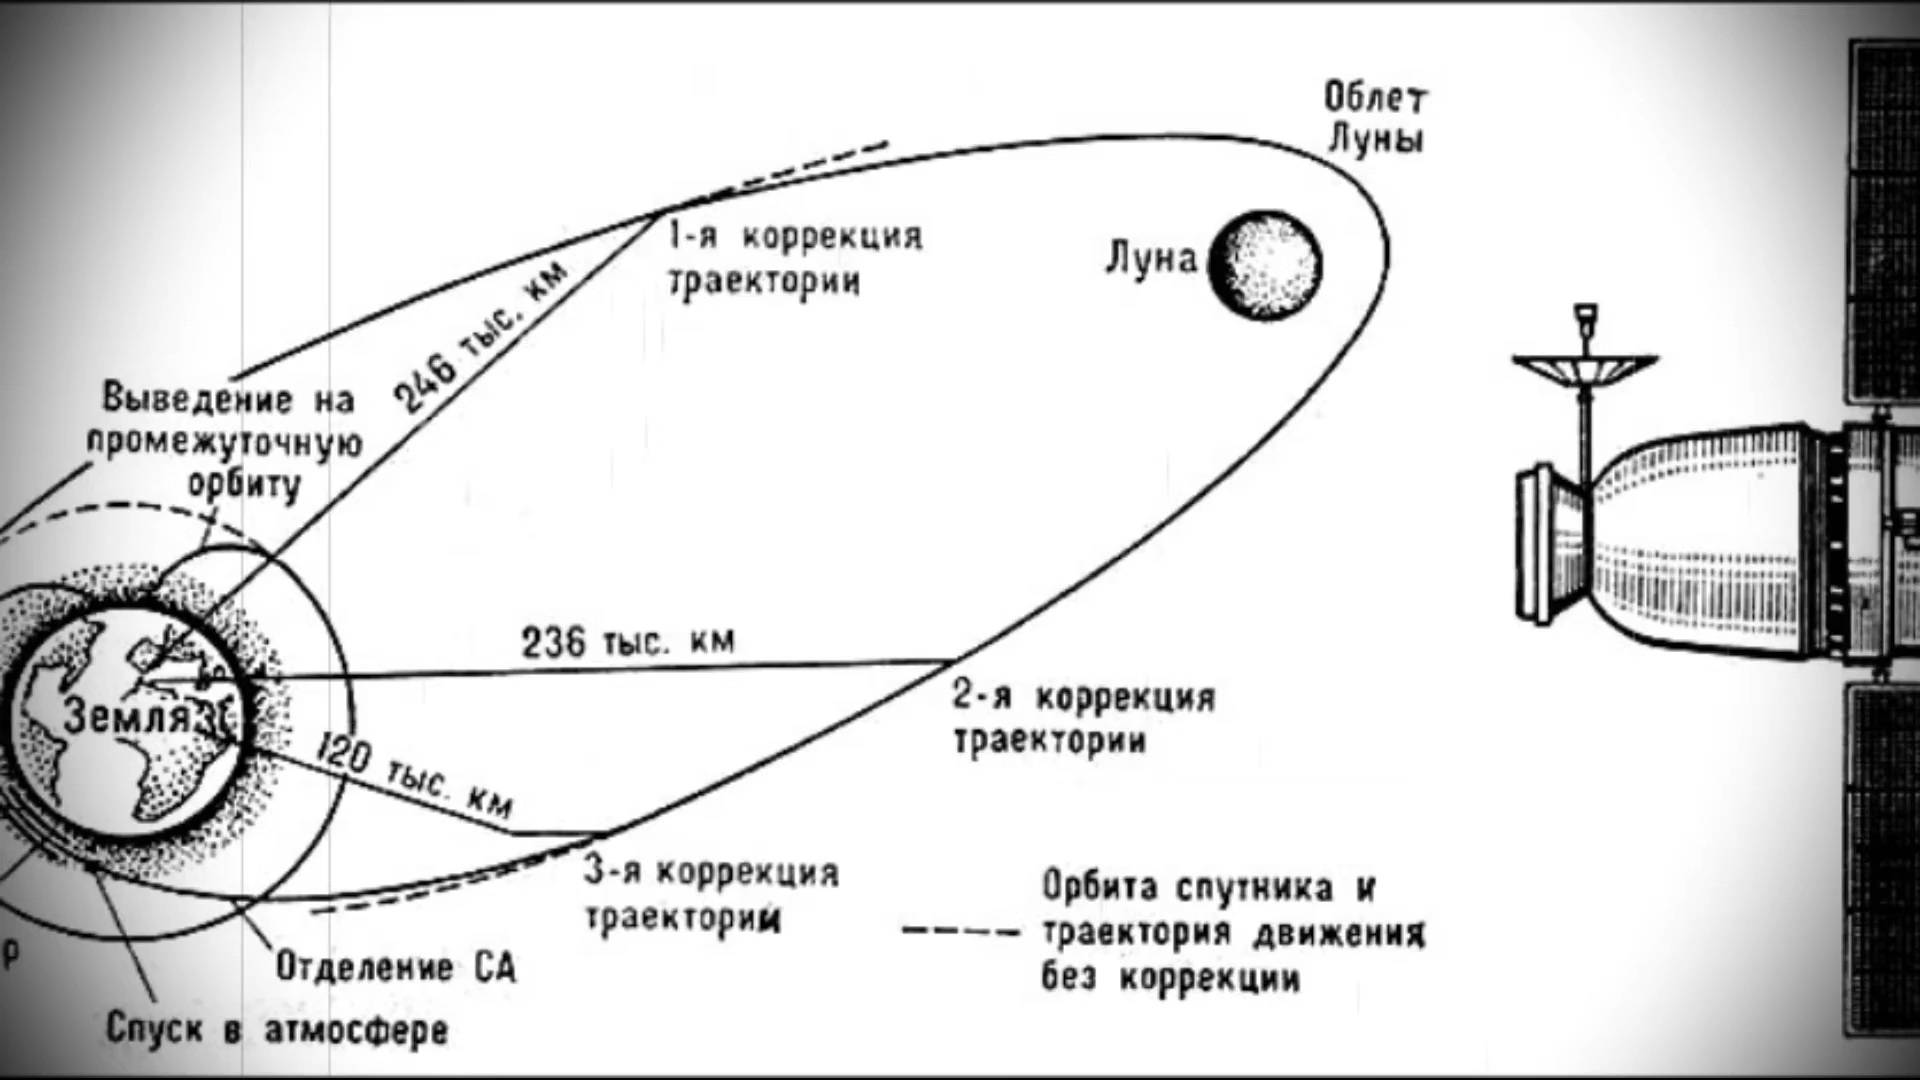 Облет
Луны
1-я коррекция
траектории
Луна
246 тыс. км
Выведение на
промежуточную
орбиту
236 тыс. км
Земля
2-я коррекция
траектории
120 тыс. км
3-я коррекция
траектории
Орбита спутника и
траектория движения
без коррекции
р
Отделение СА
Спуск в атмосфере